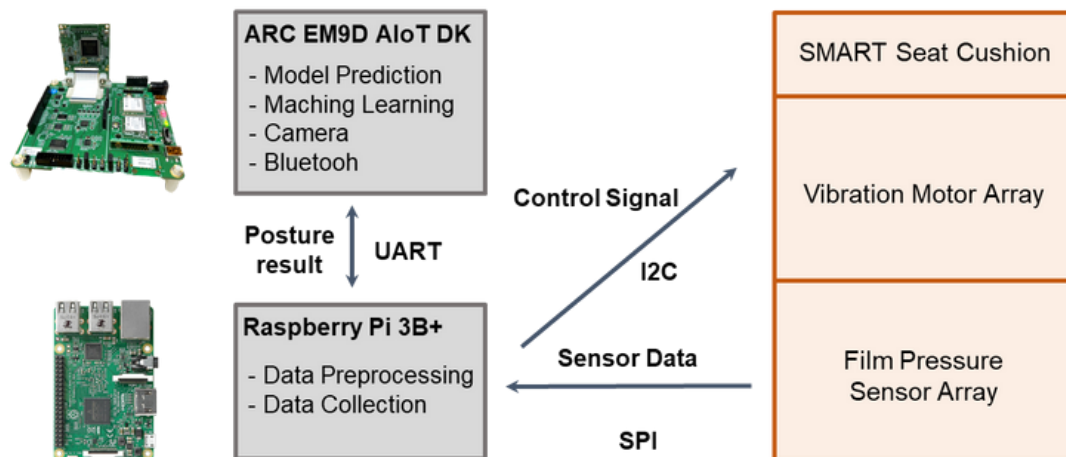 ARC EM9D AIoT DK
- Model Prediction
- Maching Learning
- Camera
- Bluetooh
Posture
result
UART
Raspberry Pi 3B+
- Data Preprocessing
- Data Collection
Control Signal
I2C
Sensor Data
SPI
SMART Seat Cushion
Vibration Motor Array
Film Pressure
Sensor Array